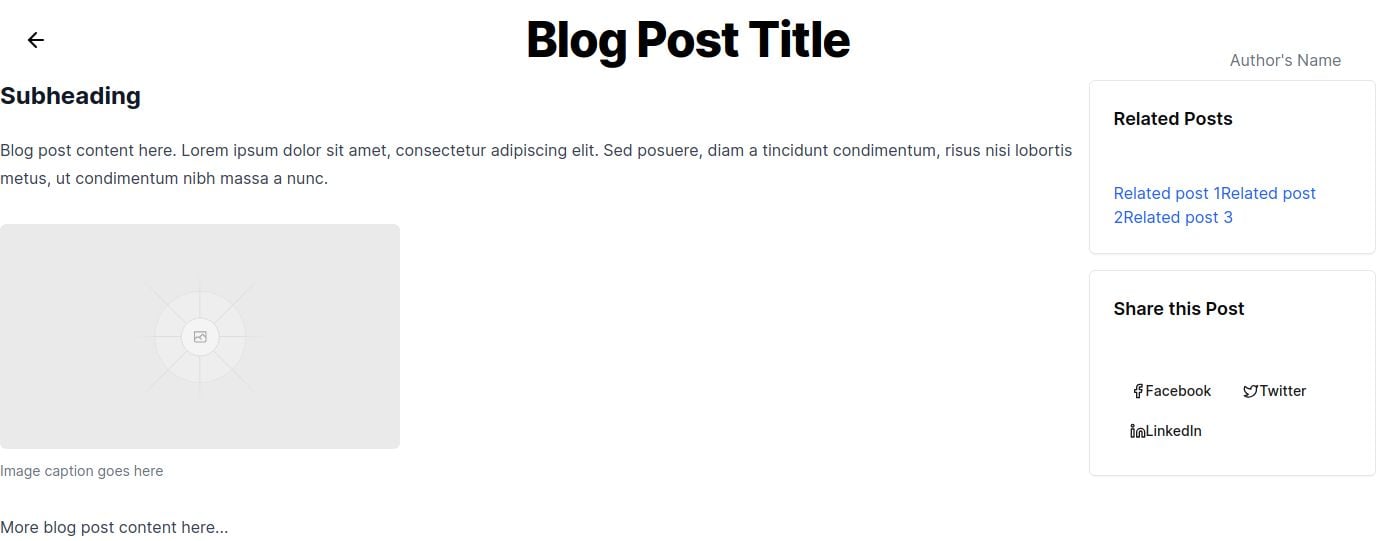 Blog Post Title
Author's Name
Subheading
Blog post content here. Lorem ipsum dolor sit amet, consectetur adipiscing elit. Sed posuere, diam a tincidunt condimentum, risus nisi lobortis
metus, ut condimentum nibh massa a nunc.
Image caption goes here
More blog post content here...
Related Posts
Related post 1Related post
2Related post 3
Share this Post
Facebook Twitter
LinkedIn